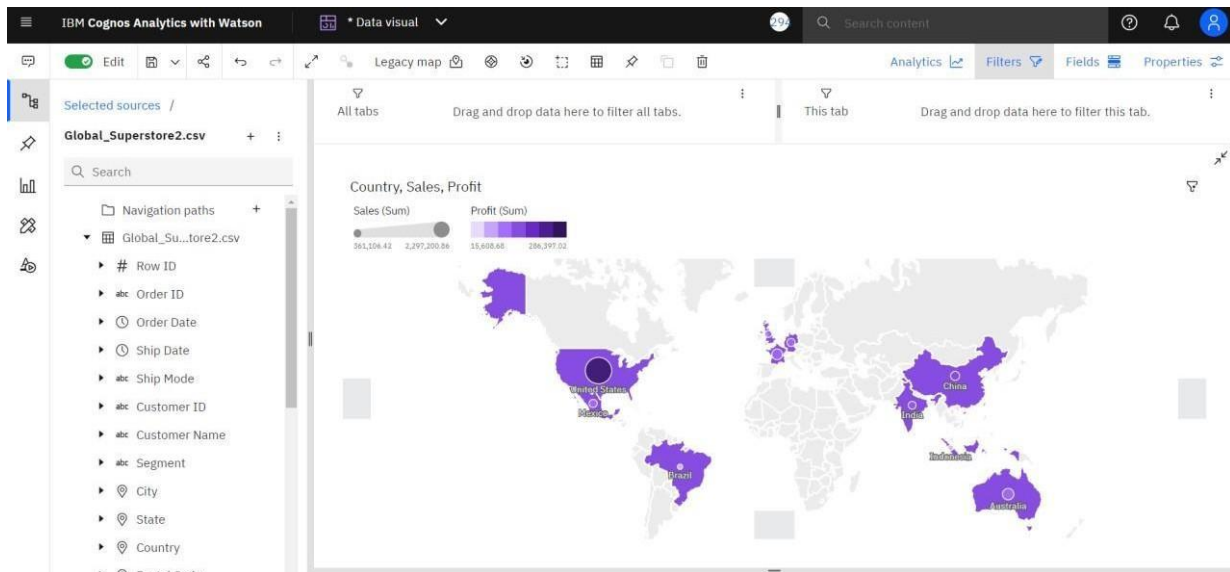 IBM Cognos Analytics with Watson
* Data visual
294
Search content
Edit
Legacy map
Analytics
Filters
Fields
Properties
Selected sources /
Global_Superstore2.csv
Search
Navigation paths
Global_Su...tore2.csv
# Row ID
abc Order ID
Order Date
Ship Date
abc Ship Mode
abc Customer ID
abc Customer Name
abc Segment
City
State
Country
All tabs
Drag and drop data here to filter all tabs.
This tab
Drag and drop data here to filter this tab.
Country, Sales, Profit
Sales (Sum)
361,106.42 2,297,200.86
Profit (Sum)
15,608.68 286,397.02
United States
Mexico
Brazil
China
India
Indonesia
Australia